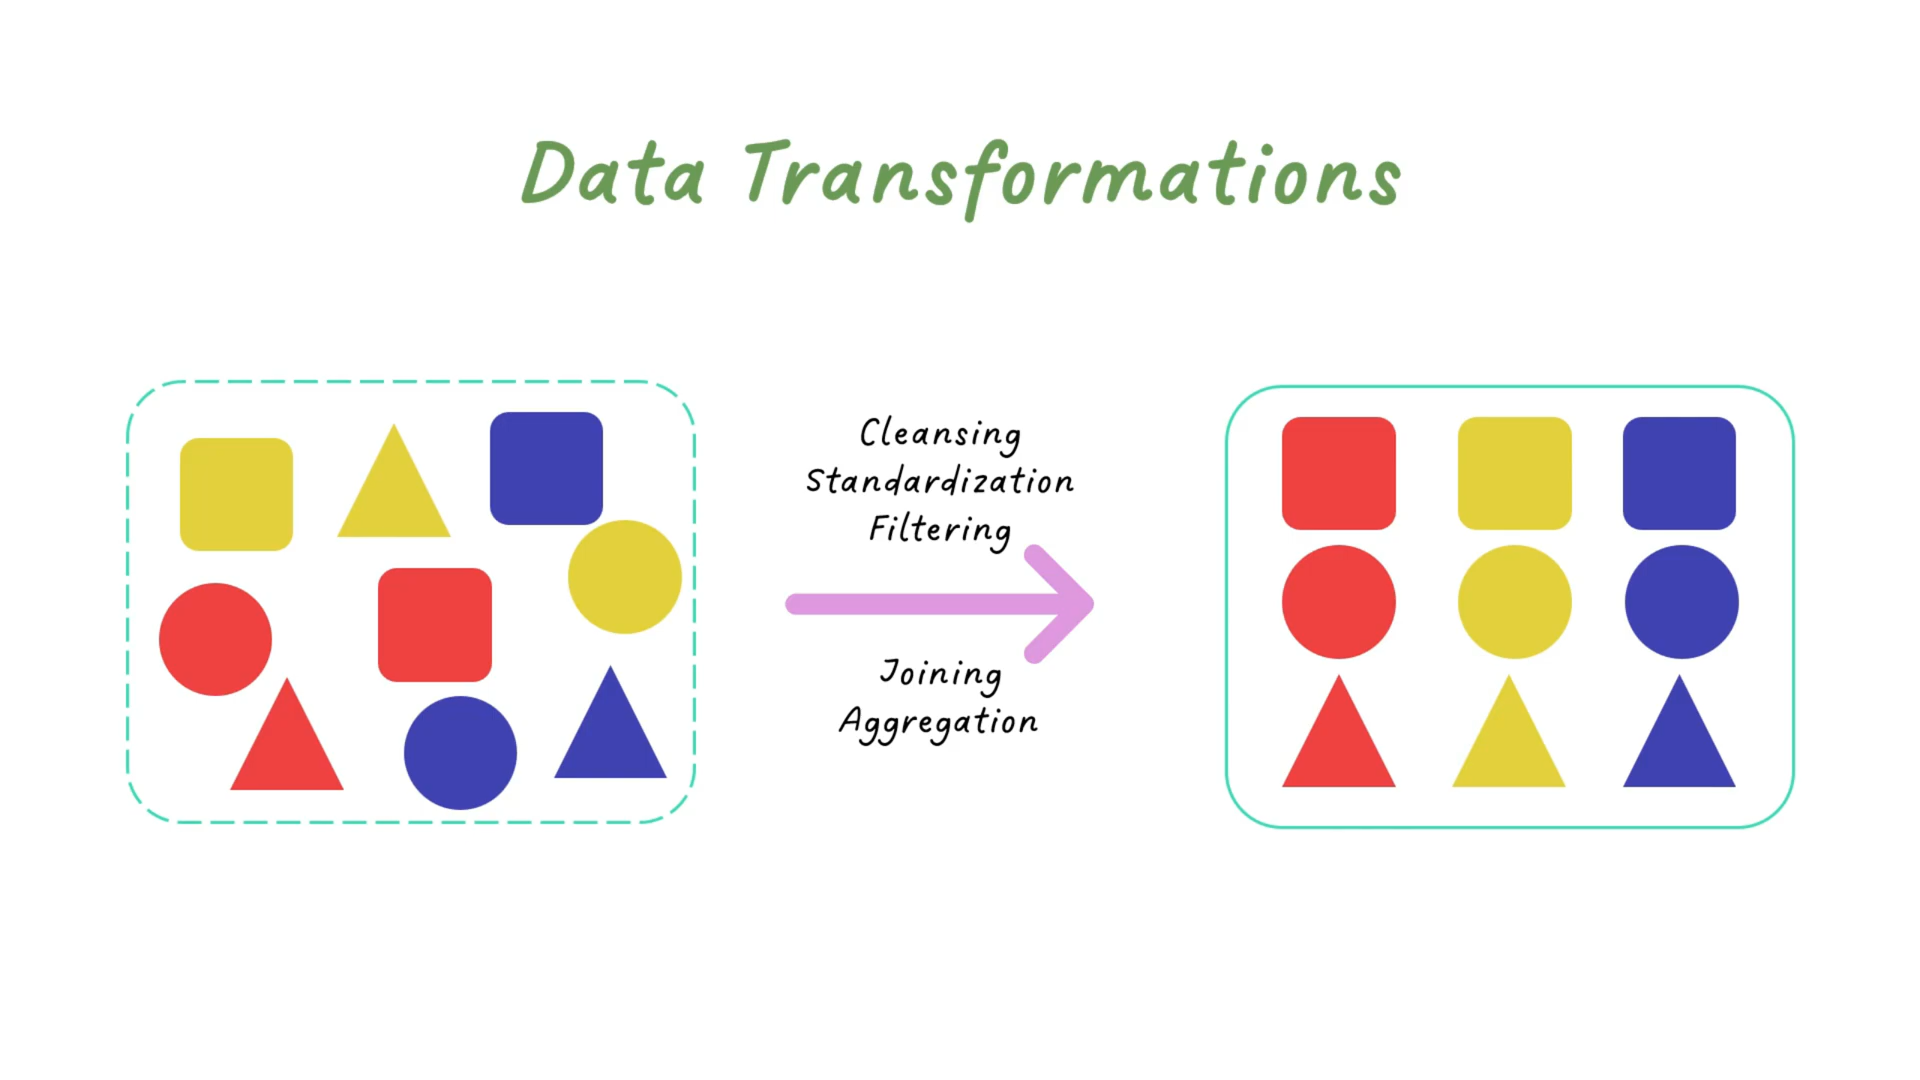 Data Transformations
Cleansing
Standardization
Filtering
Joining
Aggregation